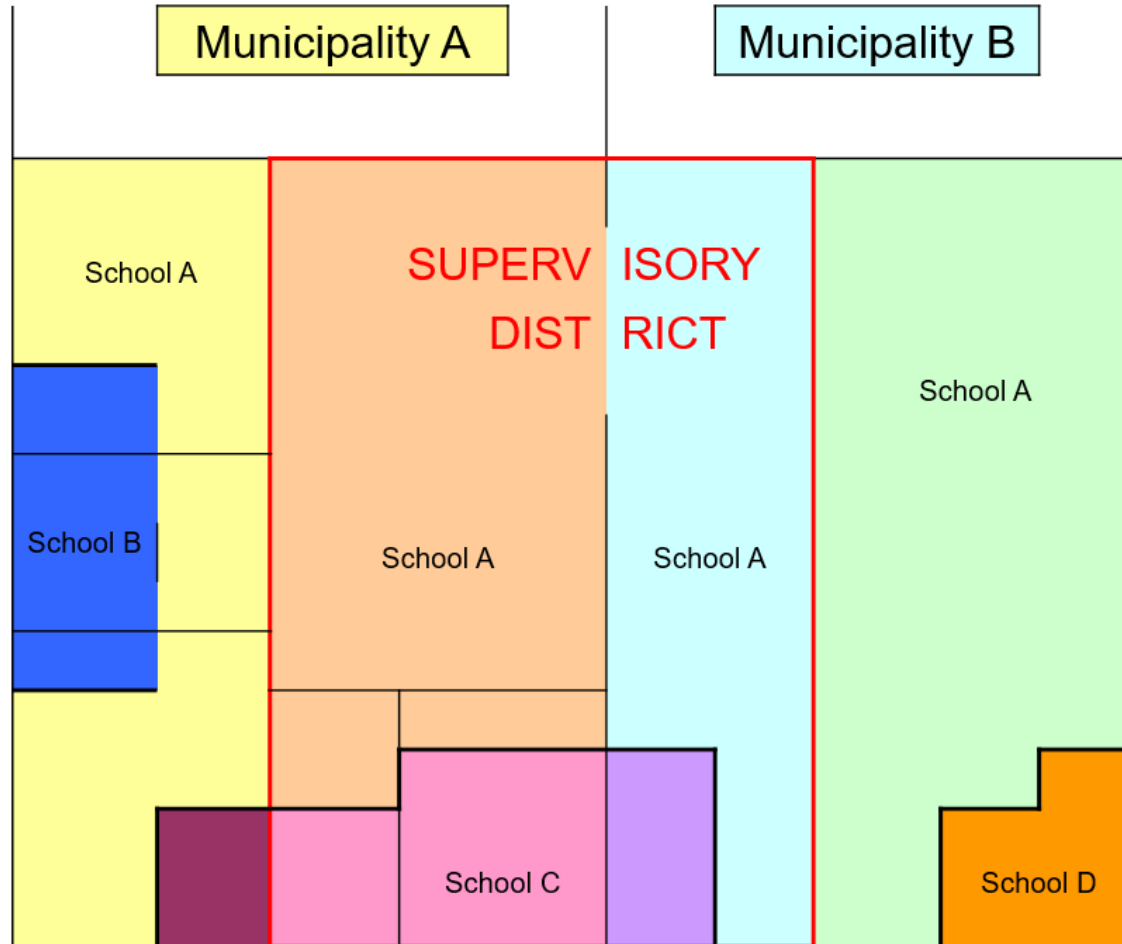 Municipality A
Municipality B
SUPERV ISORY
DIST RICT
School A
School A
School B
School A
School A
School C
School D